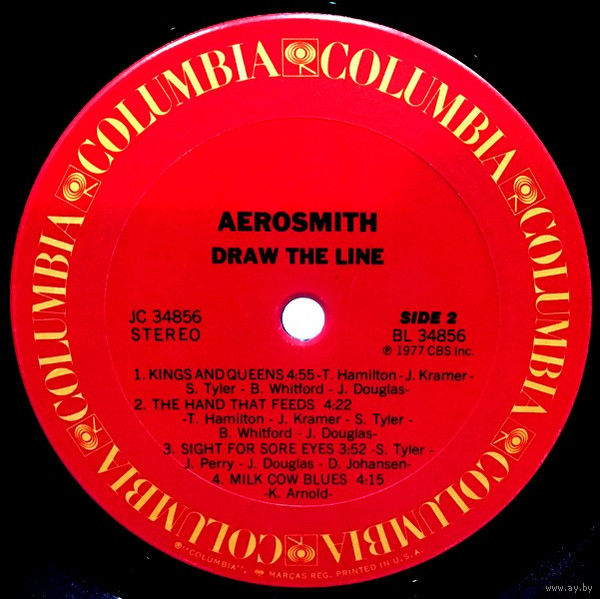 COLUMBIA COLUMBIA COLUMBIA COLUMBIA COLUMBIA COLUMBIA COLUMBIA
AEROSMITH
DRAW THE LINE
JC 34856
STEREO
SIDE 2
BL 34856
℗ 1977 CBS Inc.
1. KINGS AND QUEENS 4:55 -T. Hamilton - J. Kramer -
S. Tyler - B. Whitford - J. Douglas-
2. THE HAND THAT FEEDS 4:22
-T. Hamilton - J. Kramer - S. Tyler -
B. Whitford - J. Douglas-
3. SIGHT FOR SORE EYES 3:52 -S. Tyler -
J. Perry - J. Douglas - D. Johansen-
4. MILK COW BLUES 4:15
-K. Arnold-
®"COLUMBIA", MARCAS REG. PRINTED IN U.S.A.
www.ay.by